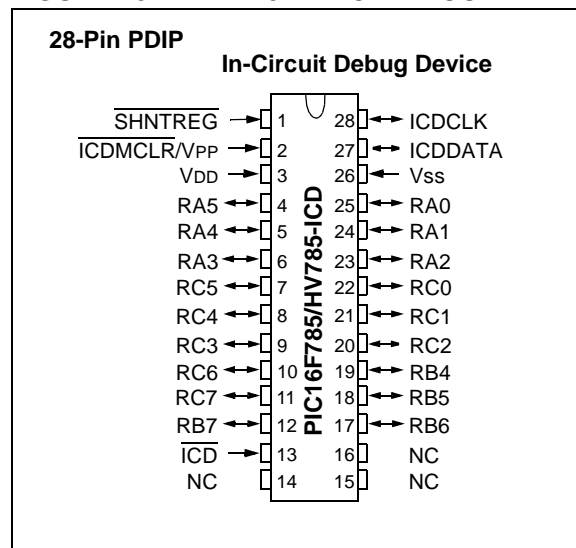 28-Pin PDIP
In-Circuit Debug Device
SHNTREG 1 28 ICDCLK
ICDMCLR/VPP 2 27 ICDDATA
VDD 3 26 Vss
RA5 4 25 RA0
RA4 5 24 RA1
RA3 6 23 RA2
RC5 7 22 RC0
RC4 8 21 RC1
RC3 9 20 RC2
RC6 10 19 RB4
RC7 11 18 RB5
RB7 12 17 RB6
ICD 13 16 NC
NC 14 15 NC
PIC16F785/HV785-ICD